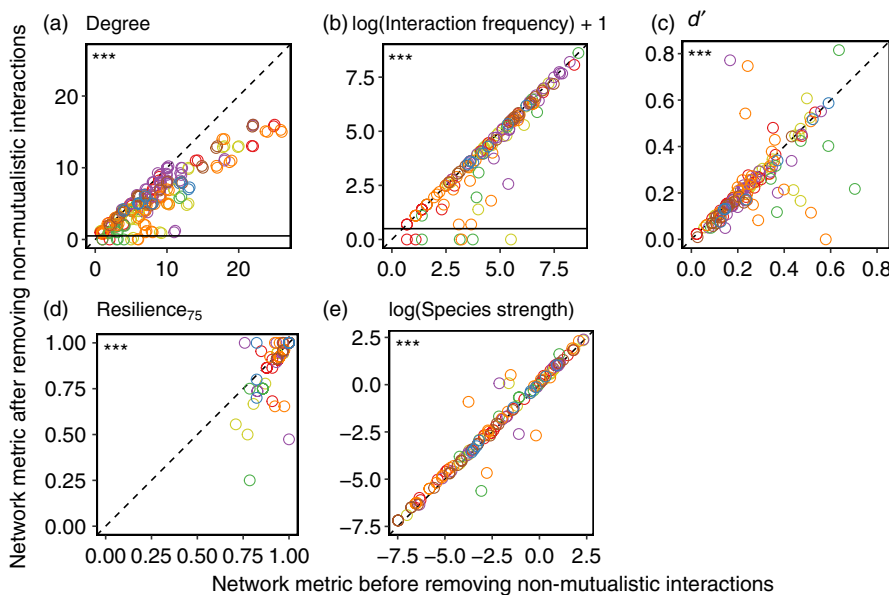 Network metric after removing non-mutualistic interactions
(a) Degree
***
20
10
0
0 10 20
(b) log(Interaction frequency) + 1
***
7.5
5.0
2.5
0.0
0.0 2.5 5.0 7.5
(c) d′
***
0.8
0.6
0.4
0.2
0.0
0.0 0.2 0.4 0.6 0.8
(d) Resilience₇₅
***
1.00
0.75
0.50
0.25
0.00
0.00 0.25 0.50 0.75 1.00
(e) log(Species strength)
***
2.5
0.0
−2.5
−5.0
−7.5
−7.5 −5.0 −2.5 0.0 2.5
Network metric before removing non-mutualistic interactions